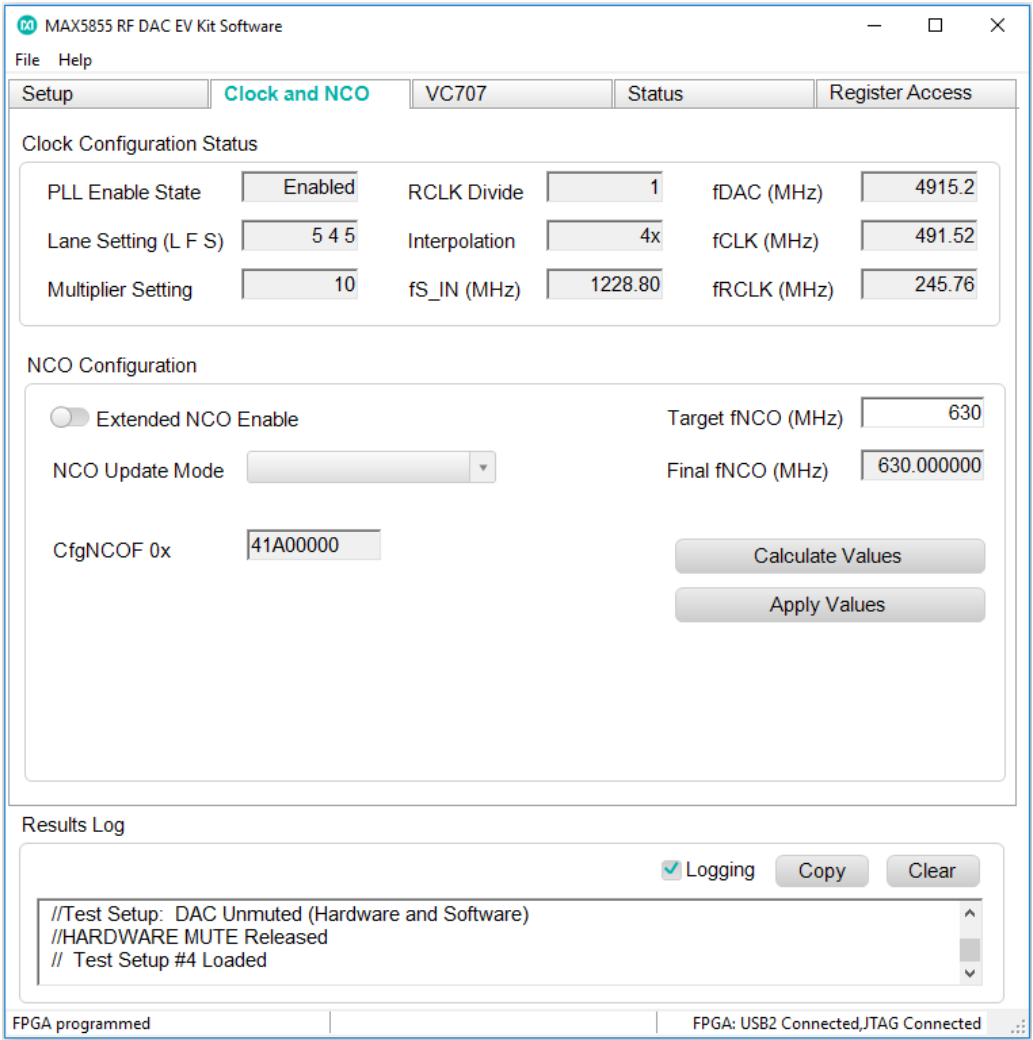 MAX5855 RF DAC EV Kit Software
File Help
Setup Clock and NCO VC707 Status Register Access
Clock Configuration Status
PLL Enable State Enabled RCLK Divide 1 fDAC (MHz) 4915.2
Lane Setting (L F S) 5 4 5 Interpolation 4x fCLK (MHz) 491.52
Multiplier Setting 10 fS_IN (MHz) 1228.80 fRCLK (MHz) 245.76
NCO Configuration
Extended NCO Enable Target fNCO (MHz) 630
NCO Update Mode Final fNCO (MHz) 630.000000
CfgNCOF 0x 41A00000 Calculate Values
Apply Values
Results Log
Logging Copy Clear
//Test Setup: DAC Unmuted (Hardware and Software)
//HARDWARE MUTE Released
// Test Setup #4 Loaded
FPGA programmed FPGA: USB2 Connected,JTAG Connected